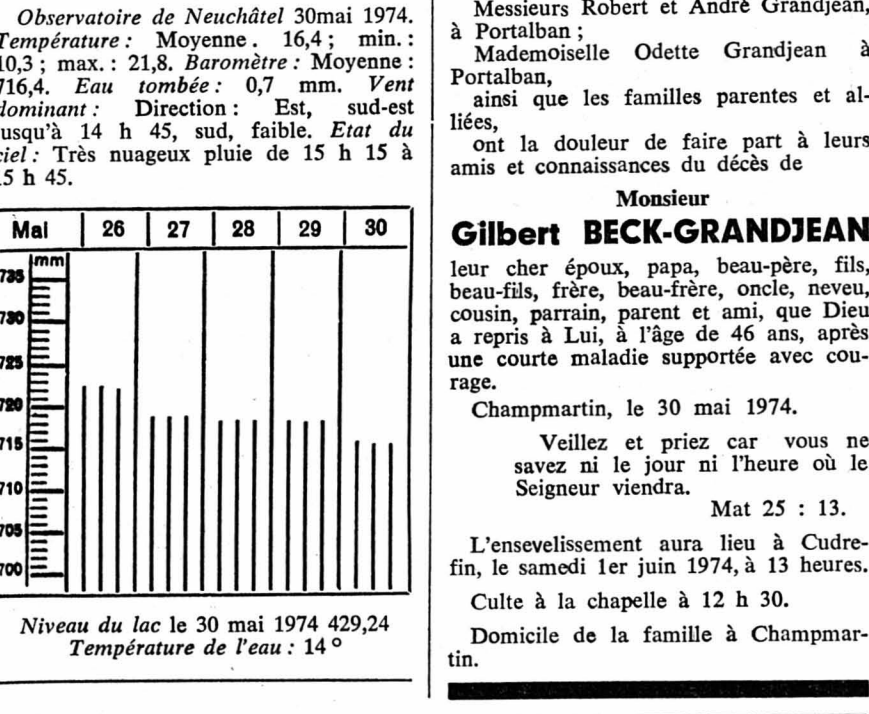 Observatoire de Neuchâtel 30mai 1974.
Température : Moyenne. 16,4 ; min. :
10,3 ; max. : 21,8. Baromètre : Moyenne :
716,4. Eau tombée : 0,7 mm. Vent
dominant : Direction : Est, sud-est
jusqu'à 14 h 45, sud, faible. Etat du
ciel : Très nuageux pluie de 15 h 15 à
15 h 45.
Mai 26 27 28 29 30
mm
735
730
725
720
715
710
705
700
Niveau du lac le 30 mai 1974 429,24
Température de l'eau : 14 °
Messieurs Robert et André Grandjean,
à Portalban ;
Mademoiselle Odette Grandjean à
Portalban,
ainsi que les familles parentes et al-
liées,
ont la douleur de faire part à leurs
amis et connaissances du décès de
Monsieur
Gilbert BECK-GRANDJEAN
leur cher époux, papa, beau-père, fils,
beau-fils, frère, beau-frère, oncle, neveu,
cousin, parrain, parent et ami, que Dieu
a repris à Lui, à l'âge de 46 ans, après
une courte maladie supportée avec cou-
rage.
Champmartin, le 30 mai 1974.
Veillez et priez car vous ne
savez ni le jour ni l'heure où le
Seigneur viendra.
Mat 25 : 13.
L'ensevelissement aura lieu à Cudre-
fin, le samedi 1er juin 1974, à 13 heures.
Culte à la chapelle à 12 h 30.
Domicile de la famille à Champmar-
tin.